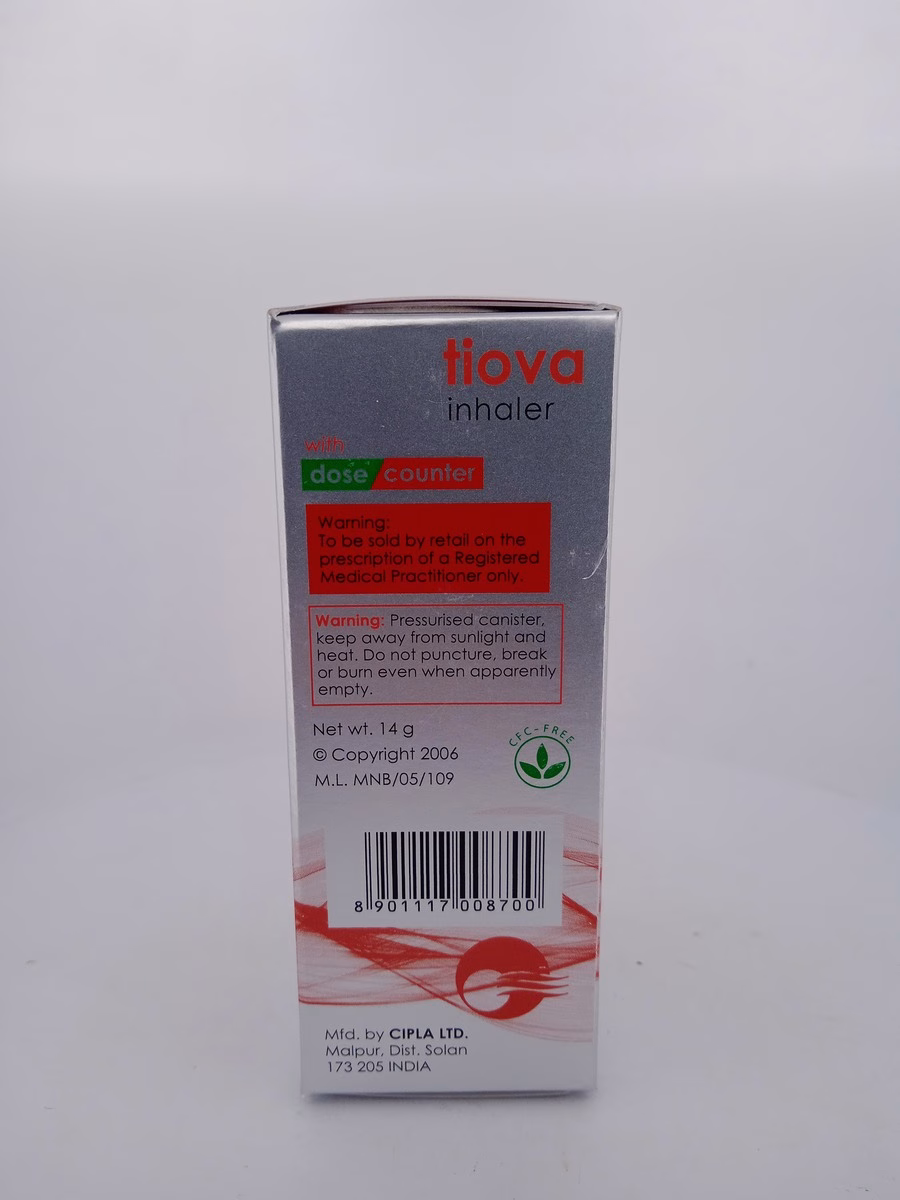 tiova
inhaler
with
dose counter
Warning:
To be sold by retail on the
prescription of a Registered
Medical Practitioner only.
Warning: Pressurised canister,
keep away from sunlight and
heat. Do not puncture, break
or burn even when apparently
empty.
Net wt. 14 g
© Copyright 2006
M.L. MNB/05/109
CFC-FREE
8 901117 008700
Mfd. by CIPLA LTD.
Malpur, Dist. Solan
173 205 INDIA